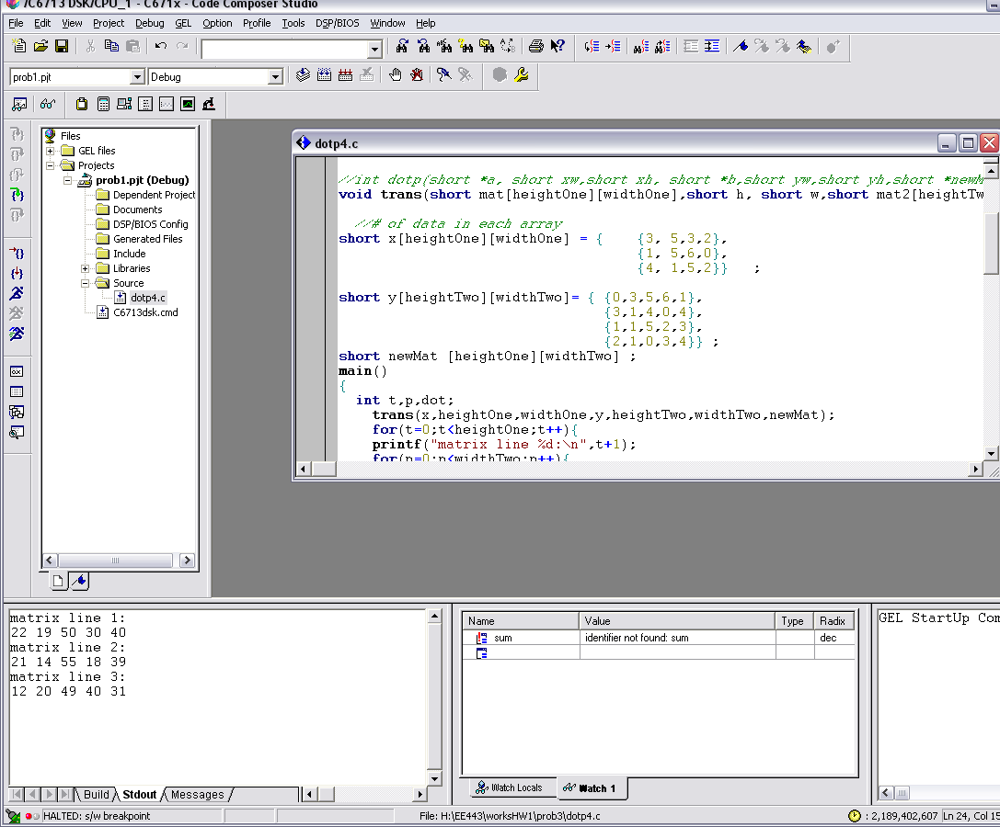 /C6713 DSK/CPU_1 - C671x - Code Composer Studio
File Edit View Project Debug GEL Option Profile Tools DSP/BIOS Window Help
prob1.pjt Debug
Files
GEL files
Projects
prob1.pjt (Debug)
Dependent Project
Documents
DSP/BIOS Config
Generated Files
Include
Libraries
Source
dotp4.c
C6713dsk.cmd
dotp4.c
//int dotp(short *a, short xw,short xh, short *b,short yw,short yh,short *newM
void trans(short mat[heightOne][widthOne],short h, short w,short mat2[heightTw
//# of data in each array
short x[heightOne][widthOne] = { {3, 5,3,2},
{1, 5,6,0},
{4, 1,5,2}} ;
short y[heightTwo][widthTwo]= { {0,3,5,6,1},
{3,1,4,0,4},
{1,1,5,2,3},
{2,1,0,3,4}} ;
short newMat [heightOne][widthTwo] ;
main()
{
int t,p,dot;
trans(x,heightOne,widthOne,y,heightTwo,widthTwo,newMat);
for(t=0;t<heightOne;t++){
printf("matrix line %d:\n",t+1);
for(p=0;p<widthTwo;p++){
matrix line 1:
22 19 50 30 40
matrix line 2:
21 14 55 18 39
matrix line 3:
12 20 49 40 31
Build Stdout Messages
Name Value Type Radix
sum identifier not found: sum dec
Watch Locals Watch 1
GEL StartUp Com
HALTED: s/w breakpoint File: H:\EE443\worksHW1\prob3\dotp4.c : 2,189,402,607 Ln 24, Col 15